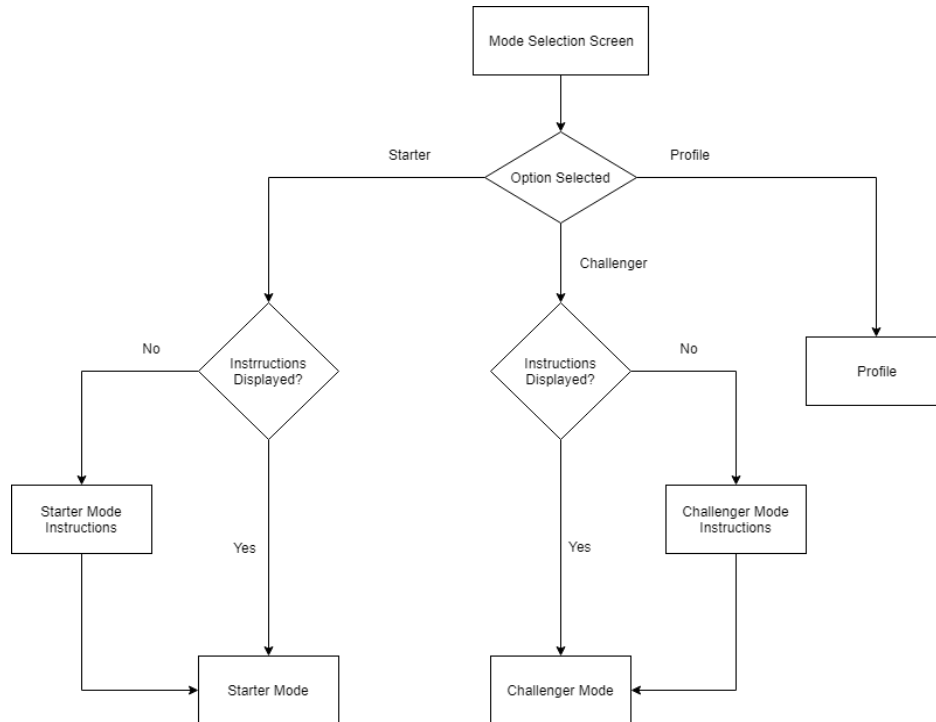 Mode Selection Screen
Starter
Profile
Option Selected
Challenger
No
Instrructions
Displayed?
Instructions
Displayed?
No
Profile
Starter Mode
Instructions
Challenger Mode
Instructions
Yes
Yes
Starter Mode
Challenger Mode